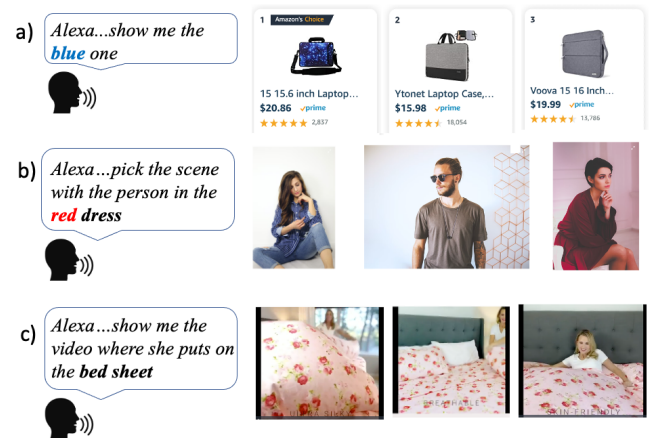 a)
Alexa...show me the
blue one
1 Amazon's Choice
15 15.6 inch Laptop...
$20.86 prime
2,837
2
Ytonet Laptop Case,...
$15.98 prime
18,054
3
Voova 15 16 Inch...
$19.99 prime
13,786
b)
Alexa...pick the scene
with the person in the
red dress
c)
Alexa...show me the
video where she puts on
the bed sheet
BREATHABLE
SKIN-FRIENDLY